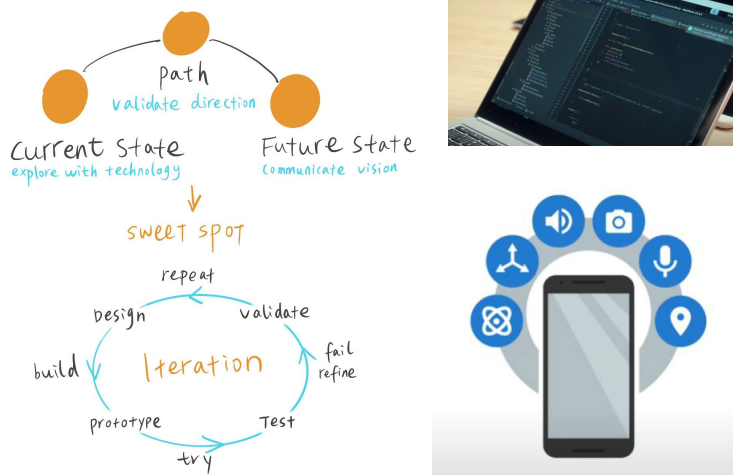 path
validate direction
Current State
explore with technology
Future State
communicate vision
sweet spot
repeat
design
validate
build
Iteration
fail
refine
prototype
Test
try